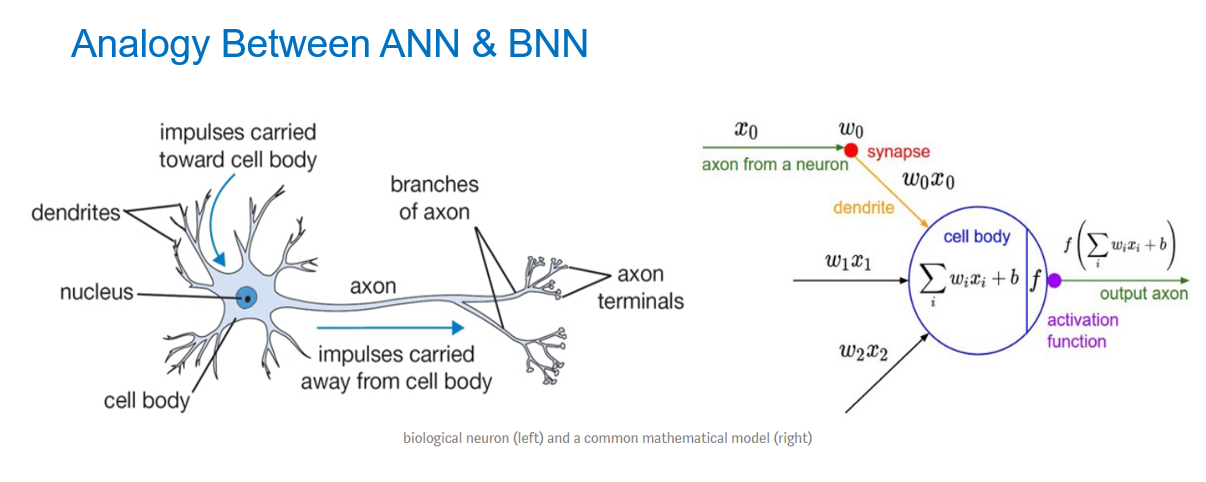 Analogy Between ANN & BNN
impulses carried
toward cell body
dendrites
nucleus
cell body
axon
impulses carried
away from cell body
branches
of axon
axon
terminals
x₀
w₀
synapse
axon from a neuron
w₀x₀
dendrite
cell body
w₁x₁
∑ᵢ wᵢxᵢ + b
f
w₂x₂
f(∑ᵢ wᵢxᵢ + b)
output axon
activation
function
biological neuron (left) and a common mathematical model (right)